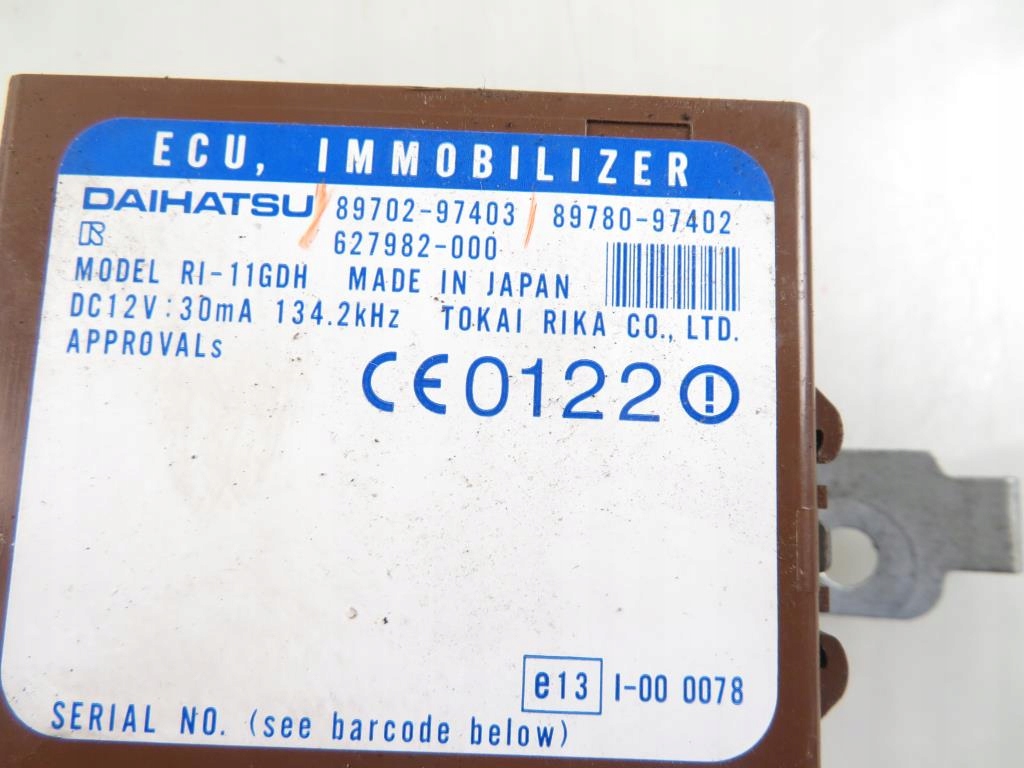 ECU, IMMOBILIZER
DAIHATSU 89702-97403 89780-97402
627982-000
MODEL RI-11GDH MADE IN JAPAN
DC12V:30mA 134.2kHz TOKAI RIKA CO., LTD.
APPROVALs
CE0122
e13 I-00 0078
SERIAL NO. (see barcode below)